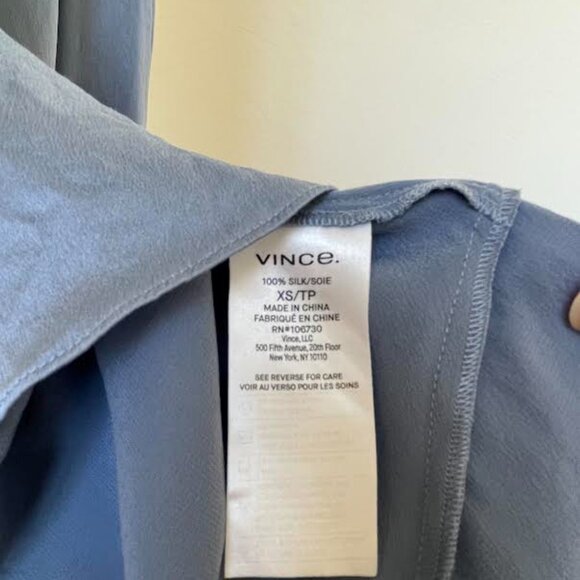 VINCE.
100% SILK/SOIE
XS/TP
MADE IN CHINA
FABRIQUÉ EN CHINE
RN#106730
Vince, LLC
500 Fifth Avenue, 20th Floor
New York, NY 10110
SEE REVERSE FOR CARE
VOIR AU VERSO POUR LES SOINS